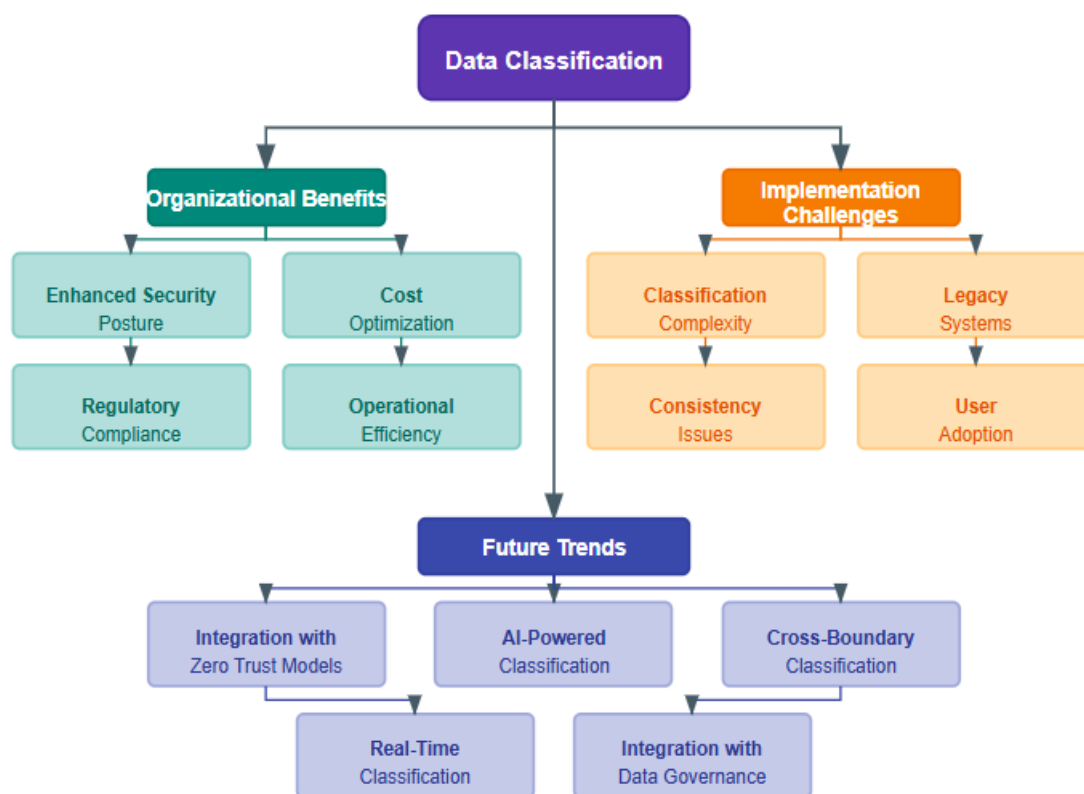 Data Classification
Organizational Benefits
Implementation
Challenges
Enhanced Security
Posture
Cost
Optimization
Classification
Complexity
Legacy
Systems
Regulatory
Compliance
Operational
Efficiency
Consistency
Issues
User
Adoption
Future Trends
Integration with
Zero Trust Models
AI-Powered
Classification
Cross-Boundary
Classification
Real-Time
Classification
Integration with
Data Governance